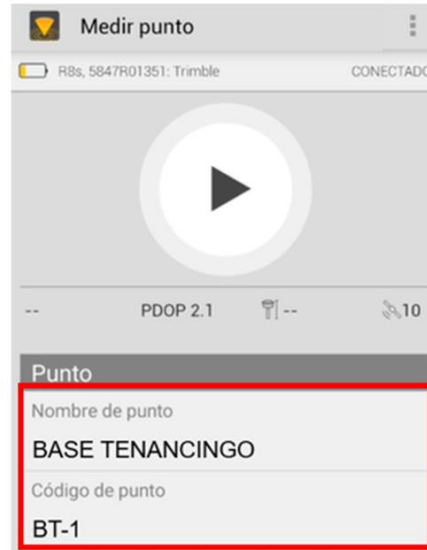 Medir punto
R8s, 5847R01351: Trimble CONECTADO
-- PDOP 2.1 -- 10
Punto
Nombre de punto
BASE TENANCINGO
Código de punto
BT-1